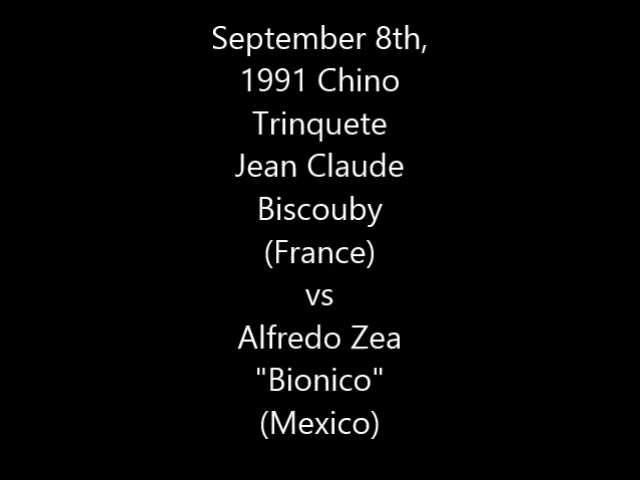 September 8th,
1991 Chino
Trinquete
Jean Claude
Biscouby
(France)
vs
Alfredo Zea
"Bionico"
(Mexico)